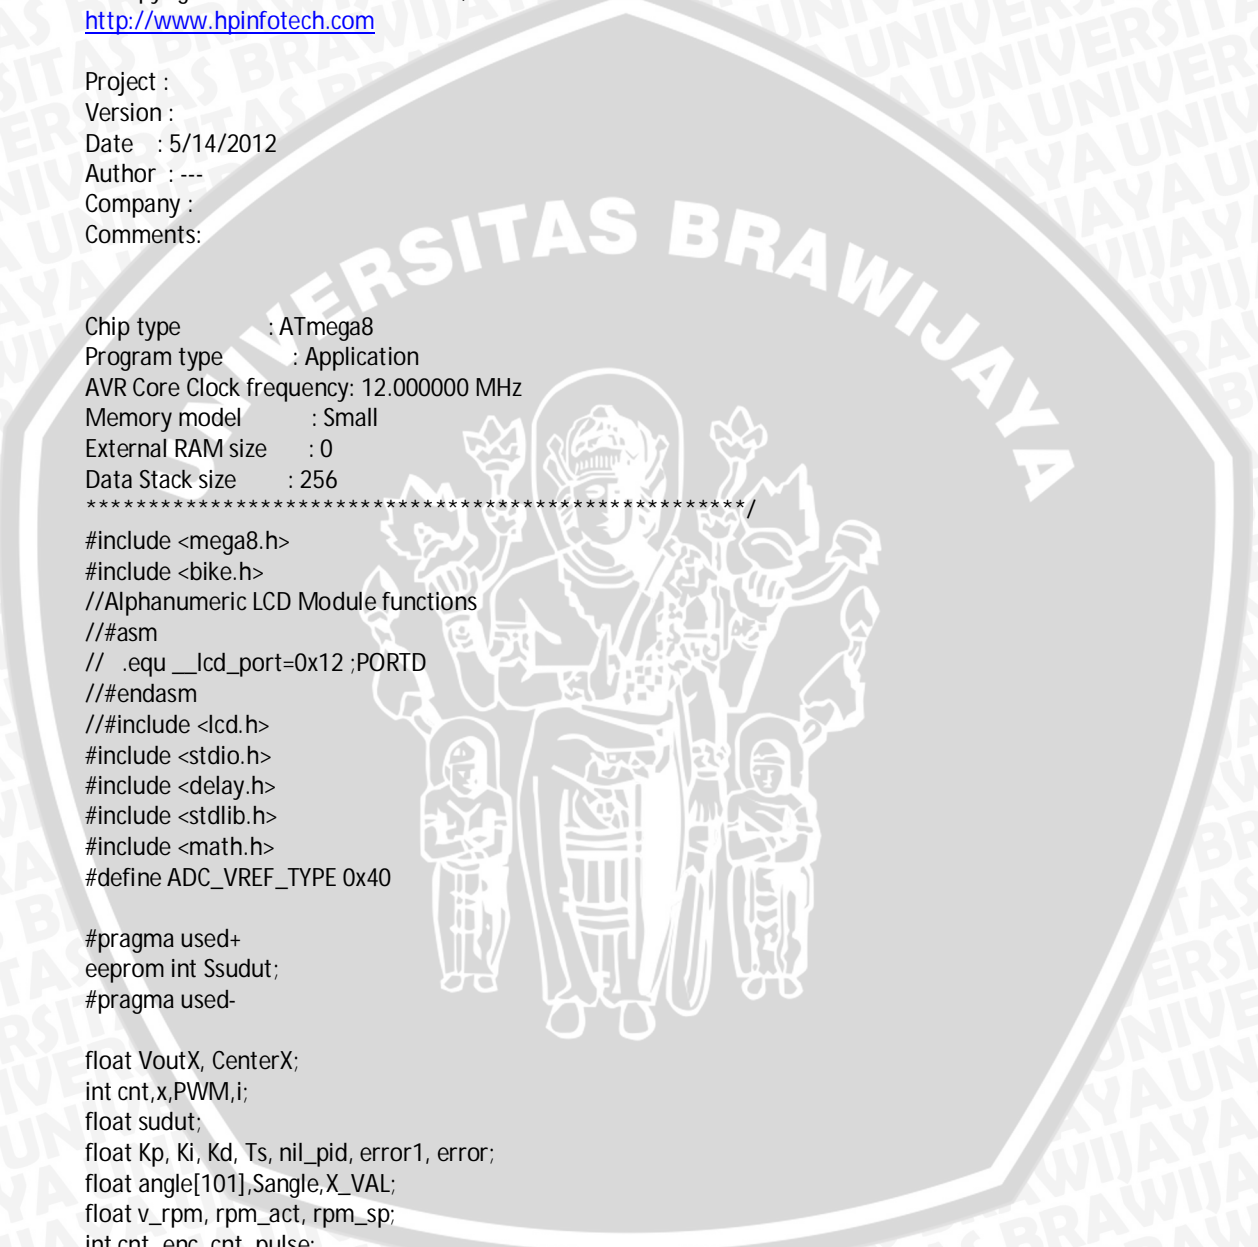 http://www.hpinfotech.com
Project :
Version :
Date : 5/14/2012
Author : ---
Company :
Comments:
UNIVERSITAS BRAWIJAYA
Chip type : ATmega8
Program type : Application
AVR Core Clock frequency: 12.000000 MHz
Memory model : Small
External RAM size : 0
Data Stack size : 256
*****************************************************/
#include <mega8.h>
#include <bike.h>
//Alphanumeric LCD Module functions
//#asm
// .equ __lcd_port=0x12 ;PORTD
//#endasm
//#include <lcd.h>
#include <stdio.h>
#include <delay.h>
#include <stdlib.h>
#include <math.h>
#define ADC_VREF_TYPE 0x40
#pragma used+
eeprom int Ssudut;
#pragma used-
float VoutX, CenterX;
int cnt,x,PWM,i;
float sudut;
float Kp, Ki, Kd, Ts, nil_pid, error1, error;
float angle[101],Sangle,X_VAL;
float v_rpm, rpm_act, rpm_sp;
int cnt_enc, cnt_pulse;